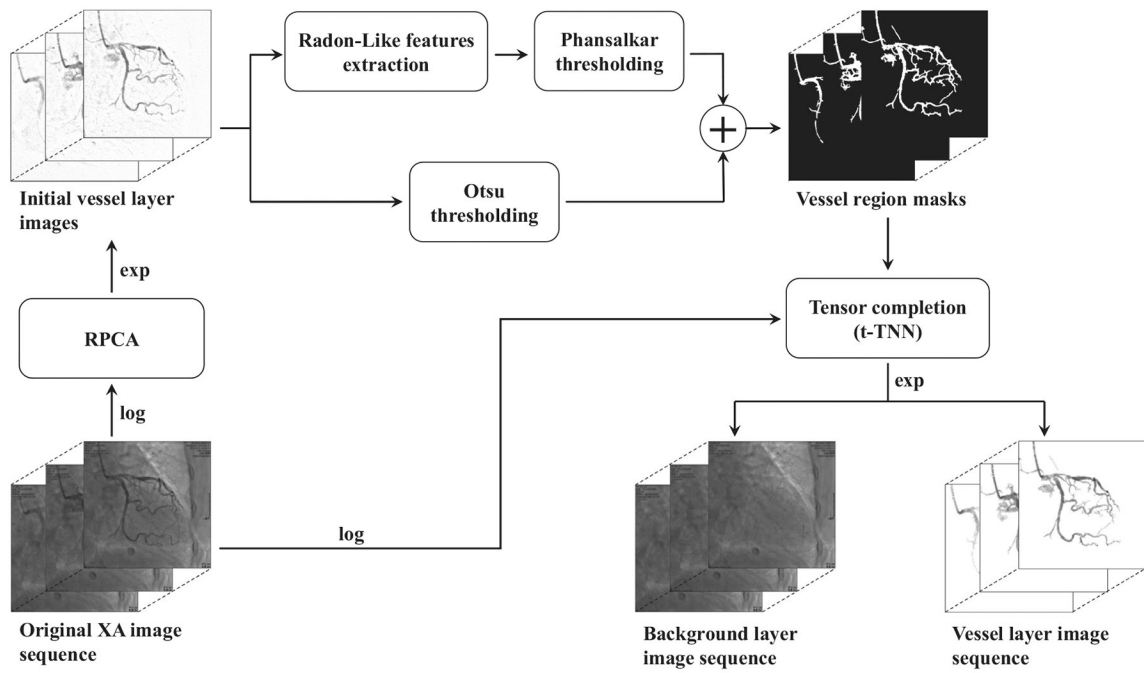 Radon-Like features
extraction
Phansalkar
thresholding
+
Otsu
thresholding
Initial vessel layer
images
Vessel region masks
exp
RPCA
log
Tensor completion
(t-TNN)
exp
log
Original XA image
sequence
Background layer
image sequence
Vessel layer image
sequence